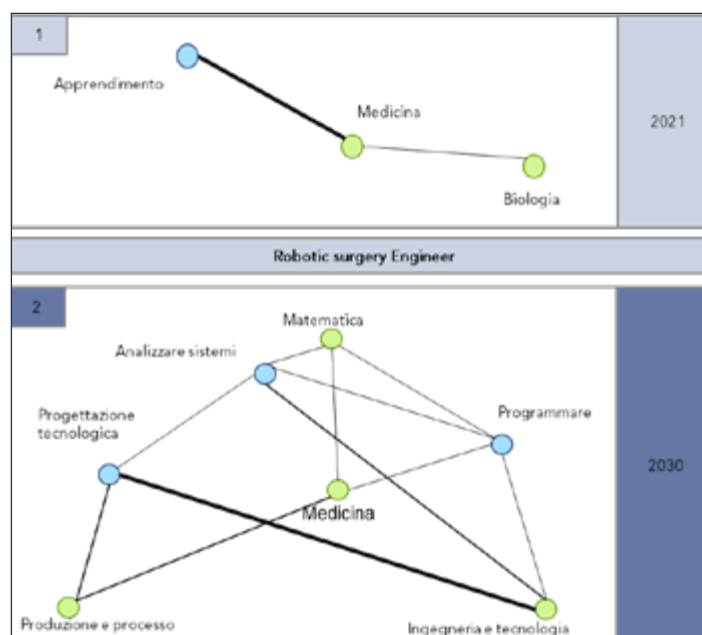 1
Apprendimento
Medicina
2021
Biologia
Robotic surgery Engineer
2
Matematica
Analizzare sistemi
Progettazione
tecnologica
Programmare
2030
Medicina
Produzione e processo
Ingegneria e tecnologia